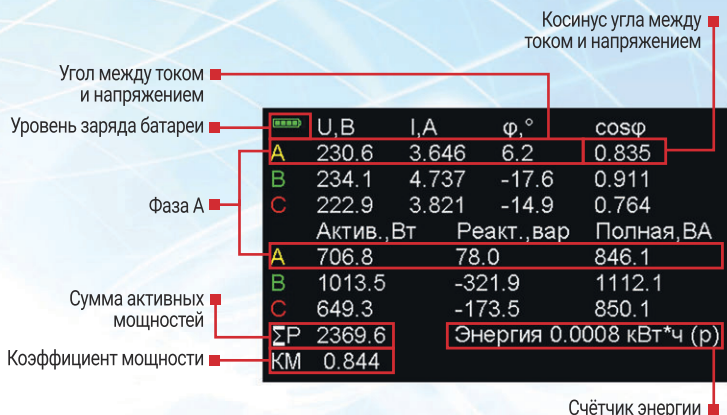 Косинус угла между
током и напряжением
Угол между током
и напряжением
Уровень заряда батареи
Фаза А
Сумма активных
мощностей
Коэффициент мощности
U,В I,А φ,° cosφ
A 230.6 3.646 6.2 0.835
B 234.1 4.737 -17.6 0.911
C 222.9 3.821 -14.9 0.764
Актив.,Вт Реакт.,вар Полная,ВА
A 706.8 78.0 846.1
B 1013.5 -321.9 1112.1
C 649.3 -173.5 850.1
ΣP 2369.6 Энергия 0.0008 кВт*ч (р)
КМ 0.844
Счётчик энергии